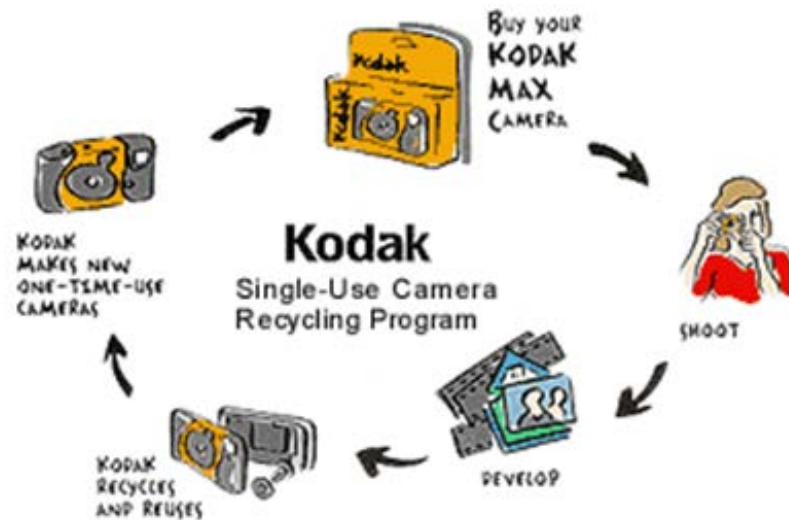 BUY YOUR
KODAK
MAX
CAMERA
Kodak
Kodak
SHOOT
DEVELOP
KODAK
RECYCLES
AND REUSES
KODAK
MAKES NEW
ONE-TIME-USE
CAMERAS
Kodak
Single-Use Camera
Recycling Program